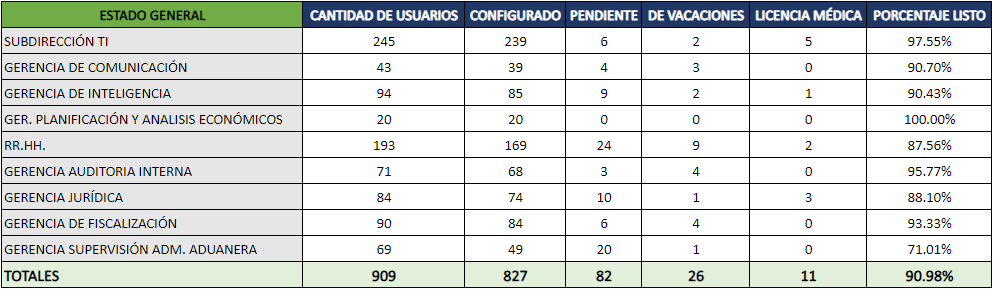 ESTADO GENERAL CANTIDAD DE USUARIOS CONFIGURADO PENDIENTE DE VACACIONES LICENCIA MÉDICA PORCENTAJE LISTO
SUBDIRECCIÓN TI 245 239 6 2 5 97.55%
GERENCIA DE COMUNICACIÓN 43 39 4 3 0 90.70%
GERENCIA DE INTELIGENCIA 94 85 9 2 1 90.43%
GER. PLANIFICACIÓN Y ANALISIS ECONÓMICOS 20 20 0 0 0 100.00%
RR.HH. 193 169 24 9 2 87.56%
GERENCIA AUDITORIA INTERNA 71 68 3 4 0 95.77%
GERENCIA JURÍDICA 84 74 10 1 3 88.10%
GERENCIA DE FISCALIZACIÓN 90 84 6 4 0 93.33%
GERENCIA SUPERVISIÓN ADM. ADUANERA 69 49 20 1 0 71.01%
TOTALES 909 827 82 26 11 90.98%